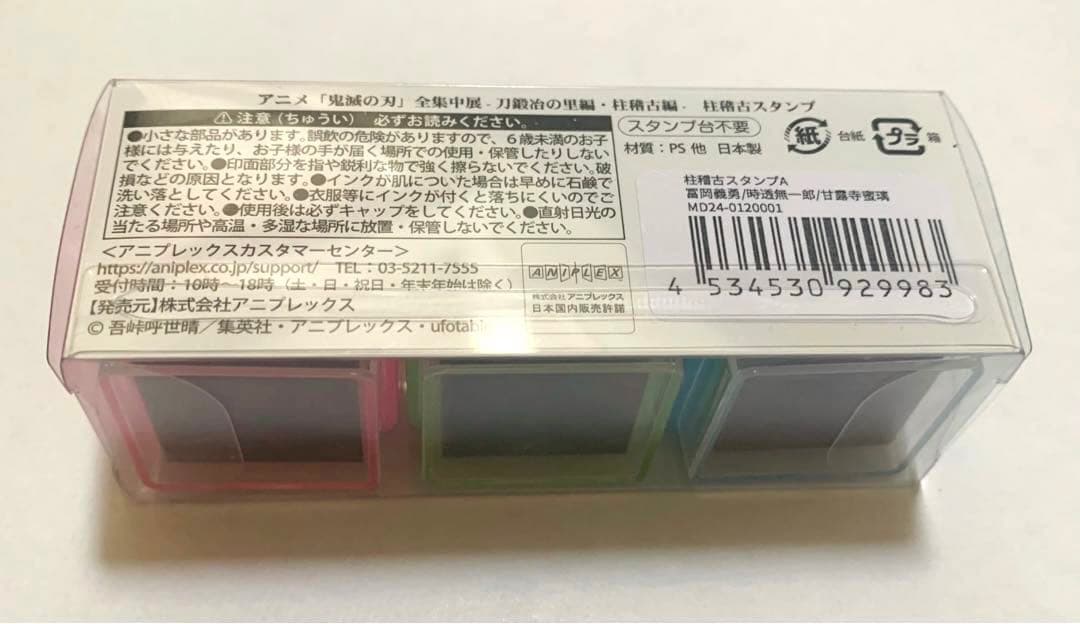 アニメ「鬼滅の刃」全集中展 - 刀鍛冶の里編・柱稽古編 -　柱稽古スタンプ
注意（ちゅうい）　必ずお読みください。
●小さな部品があります。誤飲の危険がありますので、6歳未満のお子
様には与えたり、お子様の手が届く場所での使用・保管したりしない
でください。●印面部分を指や鋭利な物で強く擦らないでください。破
損などの原因となります。●インクが肌についた場合は早めに石鹸で
洗い落としてください。●衣服等にインクが付くと落ちにくいのでご
注意ください。●使用後は必ずキャップをしてください。●直射日光の
当たる場所や高温・多湿な場所に放置・保管しないでください。
＜アニプレックスカスタマーセンター＞
https://aniplex.co.jp/support/　TEL：03-5211-7555
受付時間：10時〜18時（土・日・祝日・年末年始は除く）
【発売元】株式会社アニプレックス
© 吾峠呼世晴／集英社・アニプレックス・ufotable
ANIPLEX
株式会社 アニプレックス
日本国内販売許諾
スタンプ台不要
材質：PS 他　日本製
紙
台紙
プラ
箱
柱稽古スタンプA
冨岡義勇/時透無一郎/甘露寺蜜璃
MD24-0120001
4 534530 929983